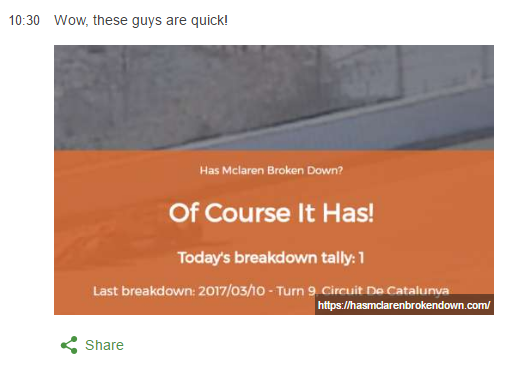 10:30 Wow, these guys are quick!
Has Mclaren Broken Down?
Of Course It Has!
Today's breakdown tally: 1
Last breakdown: 2017/03/10 - Turn 9, Circuit De Catalunya
https://hasmclarenbrokendown.com/
Share